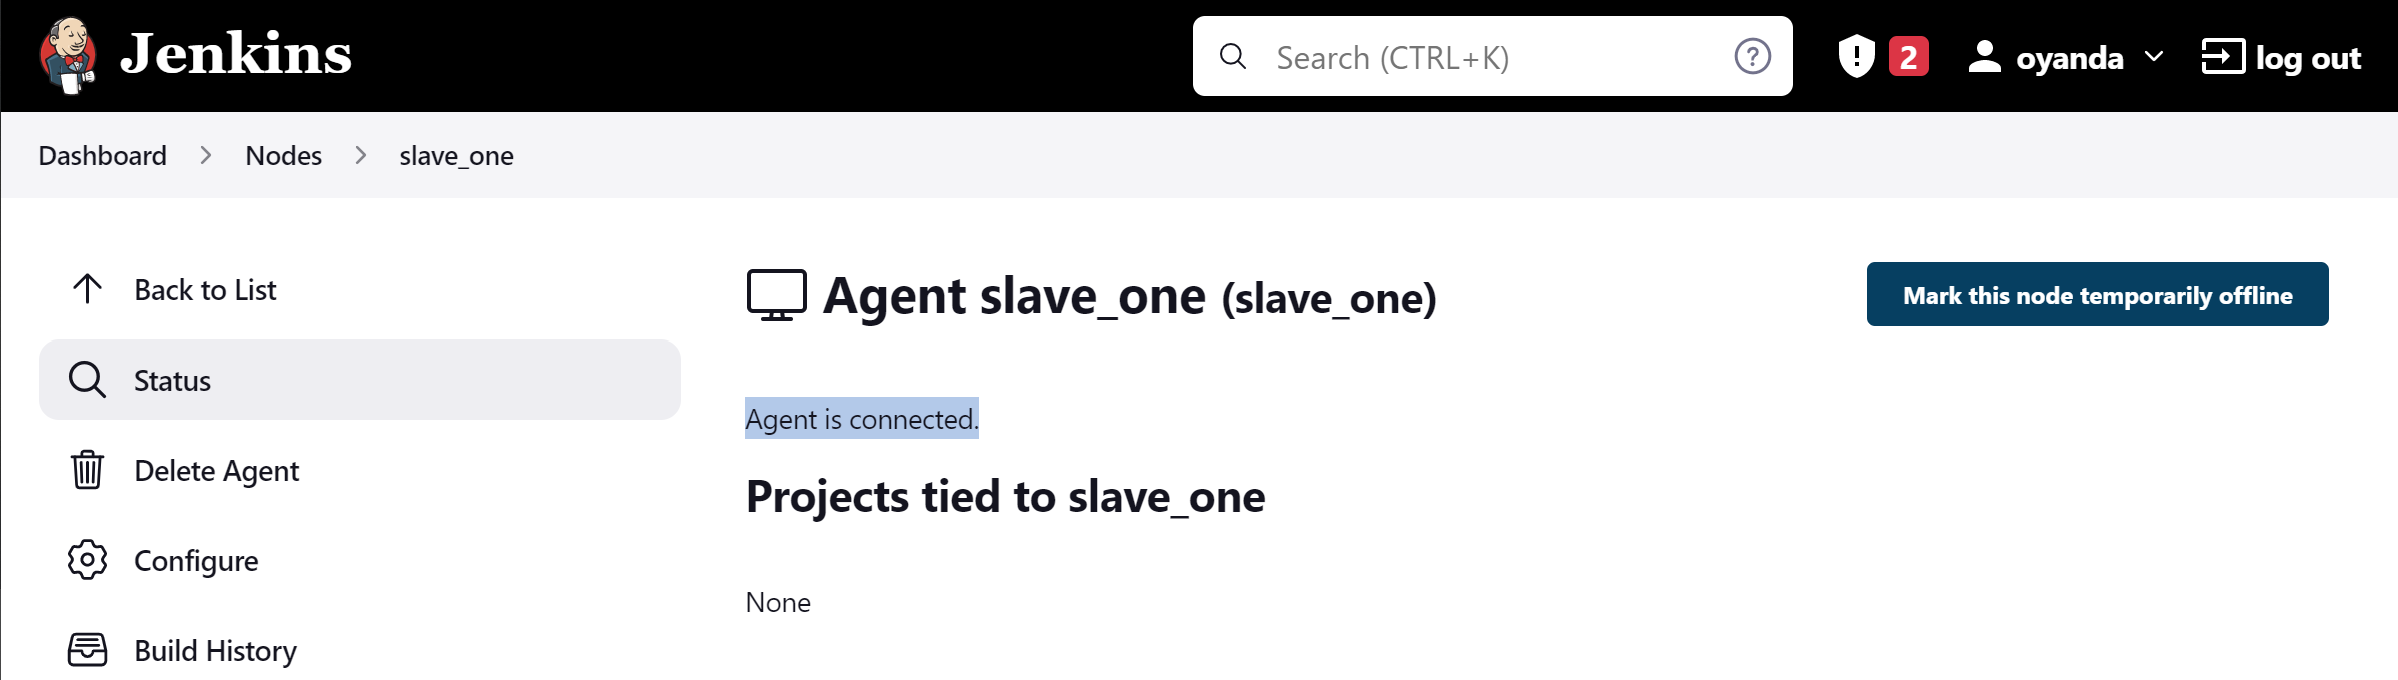 Jenkins
Search (CTRL+K)
2
oyanda
log out
Dashboard
Nodes
slave_one
Back to List
Status
Delete Agent
Configure
Build History
Agent slave_one (slave_one)
Mark this node temporarily offline
Agent is connected.
Projects tied to slave_one
None